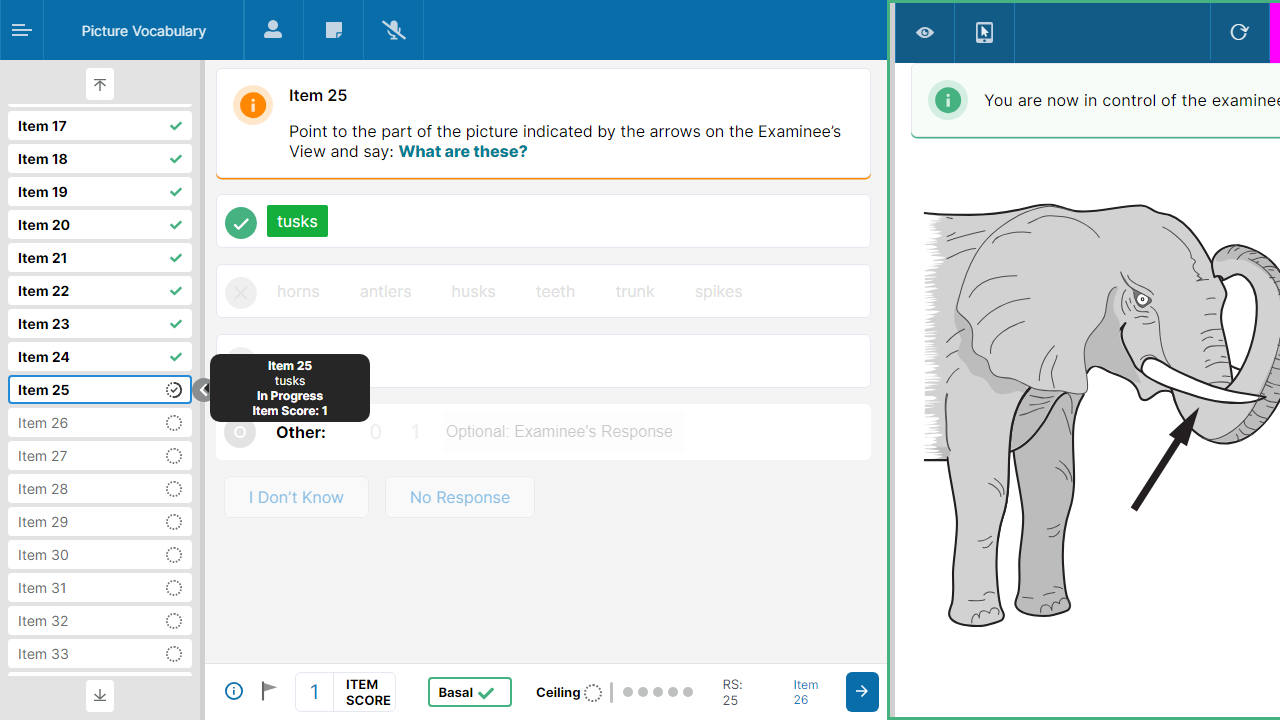 Picture Vocabulary
Item 17
Item 18
Item 19
Item 20
Item 21
Item 22
Item 23
Item 24
Item 25
Item 26
Item 27
Item 28
Item 29
Item 30
Item 31
Item 32
Item 33
Item 25
Point to the part of the picture indicated by the arrows on the Examinee’s
View and say: What are these?
tusks
horns antlers husks teeth trunk spikes
Item 25
tusks
In Progress
Item Score: 1
Other: 0 1 Optional: Examinee's Response
I Don’t Know No Response
1 ITEM
SCORE
Basal
Ceiling
RS:
25
Item
26
You are now in control of the examinee